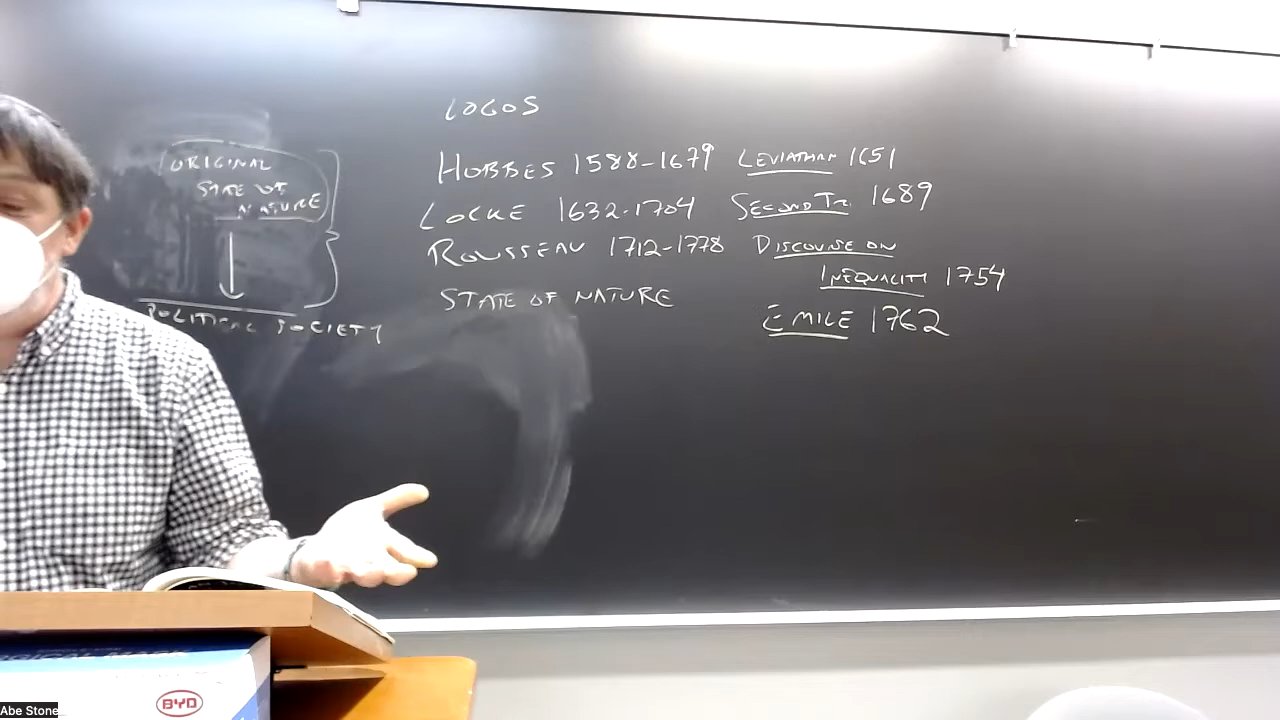 LOGOS
ORIGINAL
STATE OF
NATURE
POLITICAL SOCIETY
HOBBES 1588-1679 LEVIATHAN 1651
LOCKE 1632-1704 SECOND TR. 1689
ROUSSEAU 1712-1778 DISCOURSE ON
INEQUALITY 1754
STATE OF NATURE
EMILE 1762
BYD
Abe Stone